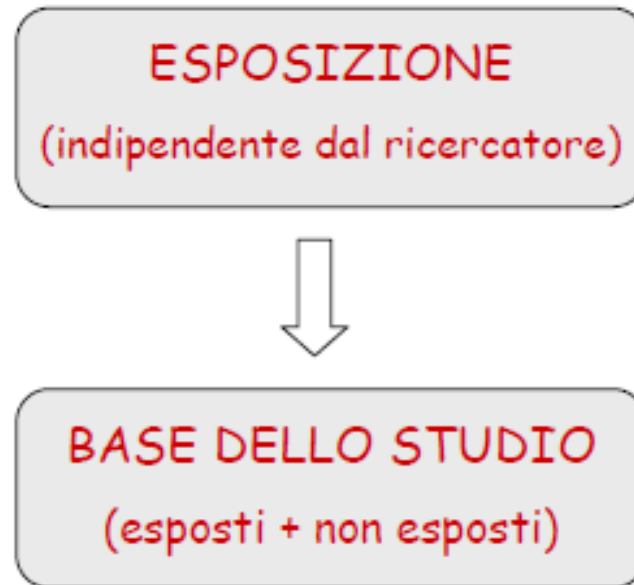 ESPOSIZIONE
(indipendente dal ricercatore)
BASE DELLO STUDIO
(esposti + non esposti)